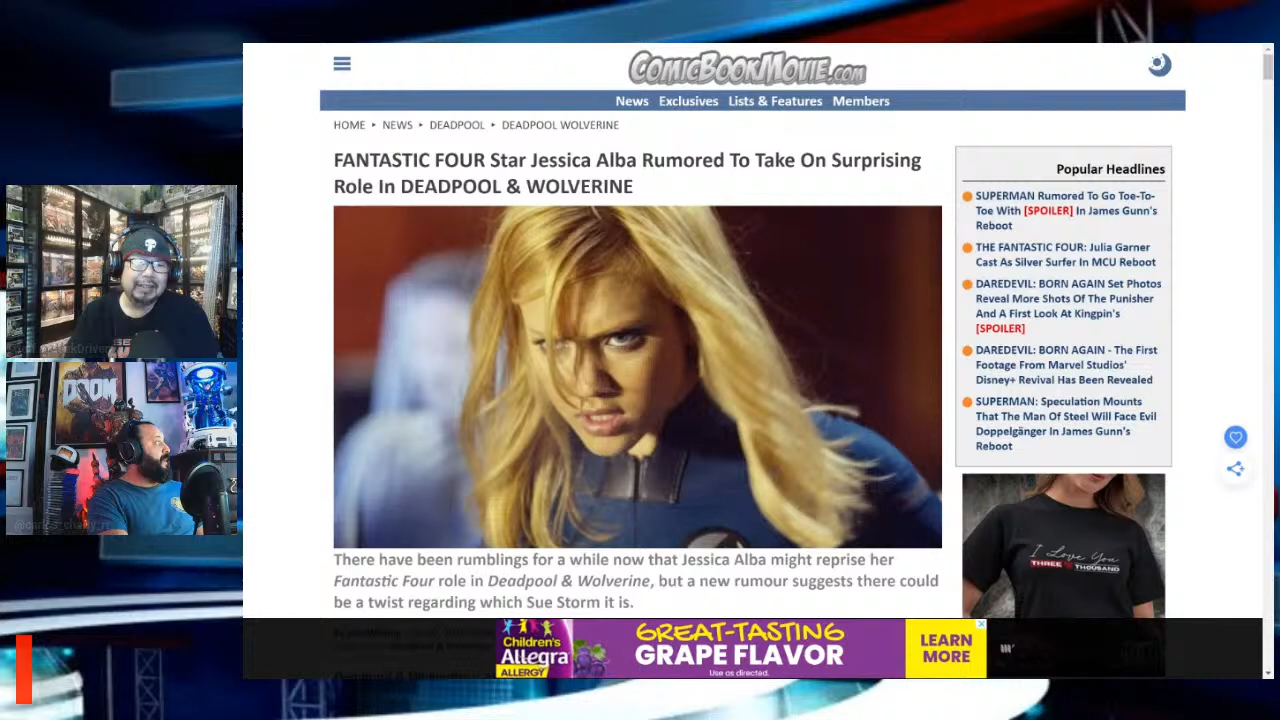 COMICBOOKMOVIE.COM
News Exclusives Lists & Features Members
HOME ▸ NEWS ▸ DEADPOOL ▸ DEADPOOL WOLVERINE
FANTASTIC FOUR Star Jessica Alba Rumored To Take On Surprising
Role In DEADPOOL & WOLVERINE
There have been rumblings for a while now that Jessica Alba might reprise her
Fantastic Four role in Deadpool & Wolverine, but a new rumour suggests there could
be a twist regarding which Sue Storm it is.
Popular Headlines
SUPERMAN Rumored To Go Toe-To-
Toe With [SPOILER] In James Gunn's
Reboot
THE FANTASTIC FOUR: Julia Garner
Cast As Silver Surfer In MCU Reboot
DAREDEVIL: BORN AGAIN Set Photos
Reveal More Shots Of The Punisher
And A First Look At Kingpin's
[SPOILER]
DAREDEVIL: BORN AGAIN - The First
Footage From Marvel Studios'
Disney+ Revival Has Been Revealed
SUPERMAN: Speculation Mounts
That The Man Of Steel Will Face Evil
Doppelgänger In James Gunn's
Reboot
I Love You
THREE THOUSAND
DOOM
Children's
Allegra
ALLERGY
GREAT-TASTING
GRAPE FLAVOR
Use as directed.
LEARN
MORE